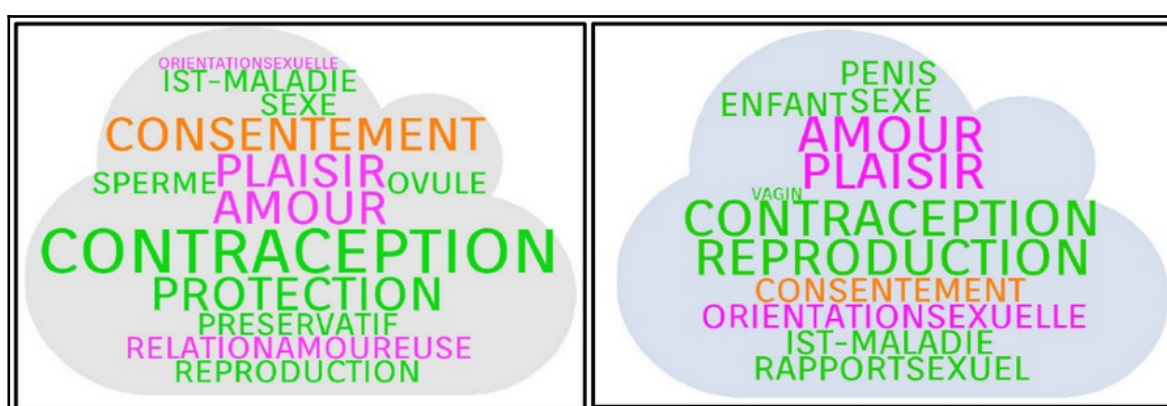 ORIENTATIONSEXUELLE
IST-MALADIE
SEXE
CONSENTEMENT
SPERME PLAISIR OVULE
AMOUR
CONTRACEPTION
PROTECTION
PRESERVATIF
RELATIONAMOUREUSE
REPRODUCTION
PENIS
ENFANT SEXE
AMOUR
PLAISIR
VAGIN
CONTRACEPTION
REPRODUCTION
CONSENTEMENT
ORIENTATIONSEXUELLE
IST-MALADIE
RAPPORTSEXUEL